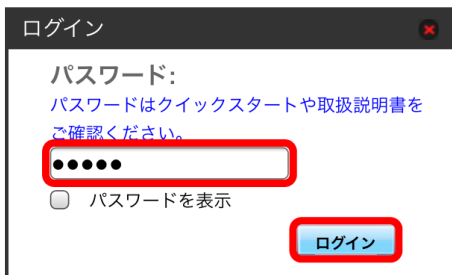 ログイン
パスワード:
パスワードはクイックスタートや取扱説明書を
ご確認ください。
●●●●●
パスワードを表示
ログイン